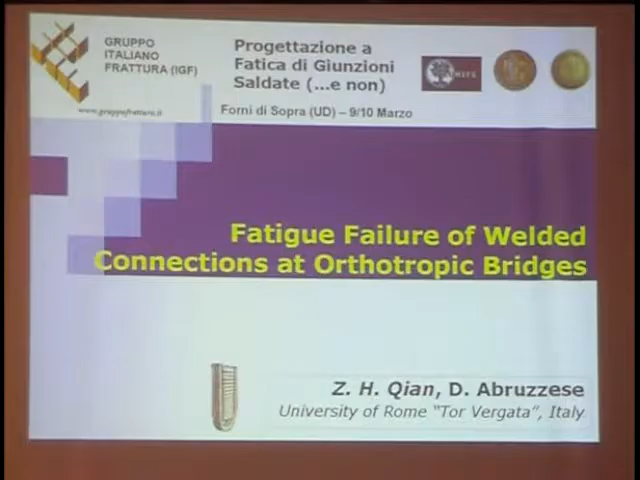 GRUPPO
ITALIANO
FRATTURA (IGF)
www.gruppofrattura.it
Progettazione a
Fatica di Giunzioni
Saldate (...e non)
Forni di Sopra (UD) – 9/10 Marzo
Fatigue Failure of Welded
Connections at Orthotropic Bridges
Z. H. Qian, D. Abruzzese
University of Rome "Tor Vergata", Italy